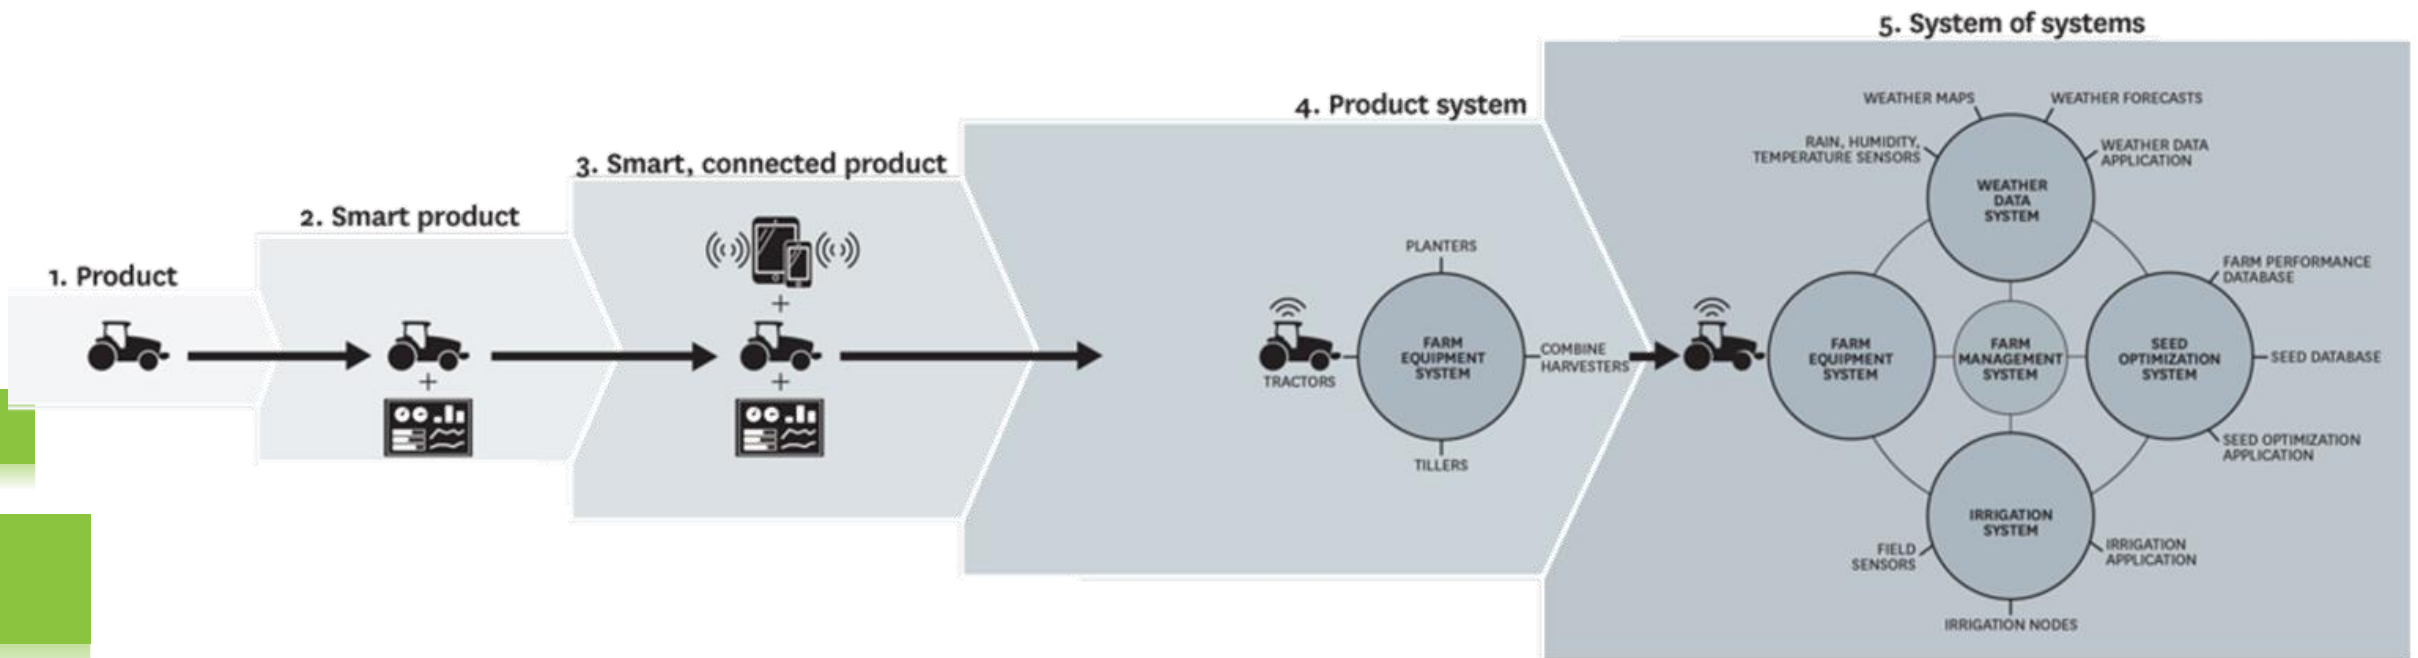 1. Product
2. Smart product
3. Smart, connected product
4. Product system
PLANTERS
TRACTORS
FARM
EQUIPMENT
SYSTEM
COMBINE
HARVESTERS
TILLERS
5. System of systems
WEATHER MAPS
WEATHER FORECASTS
RAIN, HUMIDITY,
TEMPERATURE SENSORS
WEATHER DATA
APPLICATION
WEATHER
DATA
SYSTEM
FARM PERFORMANCE
DATABASE
FARM
EQUIPMENT
SYSTEM
FARM
MANAGEMENT
SYSTEM
SEED
OPTIMIZATION
SYSTEM
SEED DATABASE
SEED OPTIMIZATION
APPLICATION
IRRIGATION
SYSTEM
FIELD
SENSORS
IRRIGATION
APPLICATION
IRRIGATION NODES